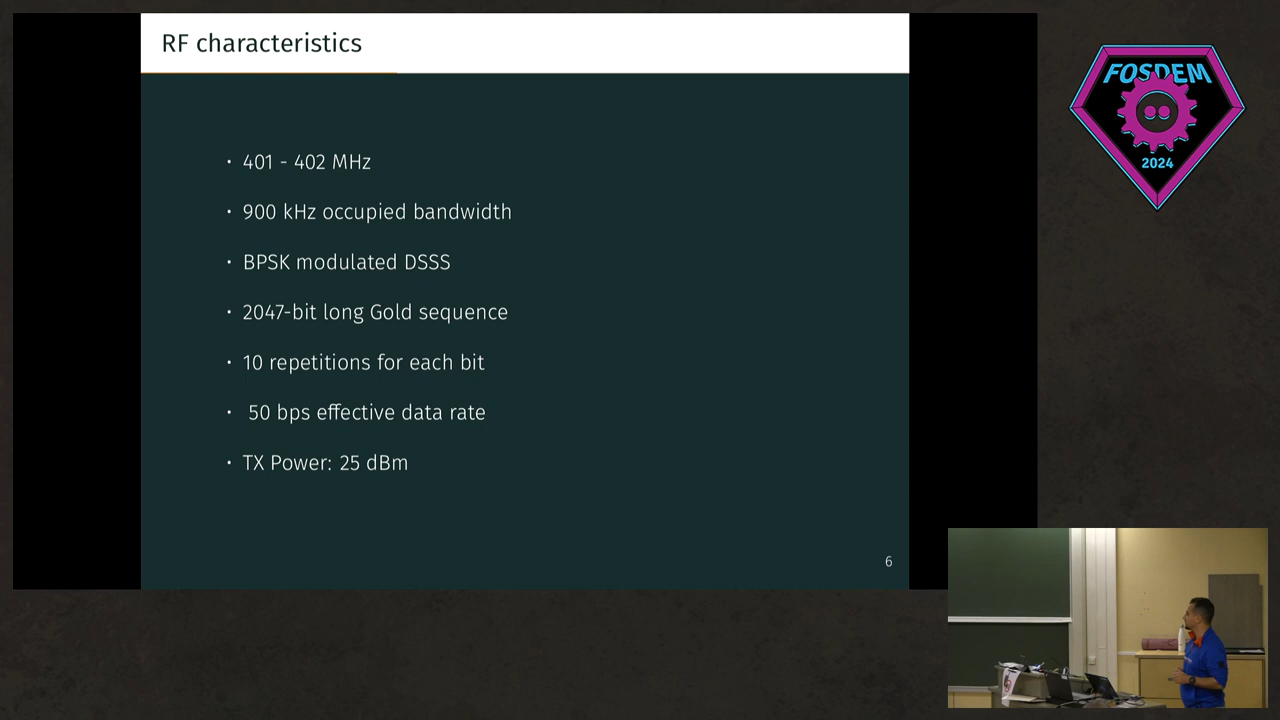 RF characteristics
401 - 402 MHz
900 kHz occupied bandwidth
BPSK modulated DSSS
2047-bit long Gold sequence
10 repetitions for each bit
50 bps effective data rate
TX Power: 25 dBm
6
FOSDEM
2024